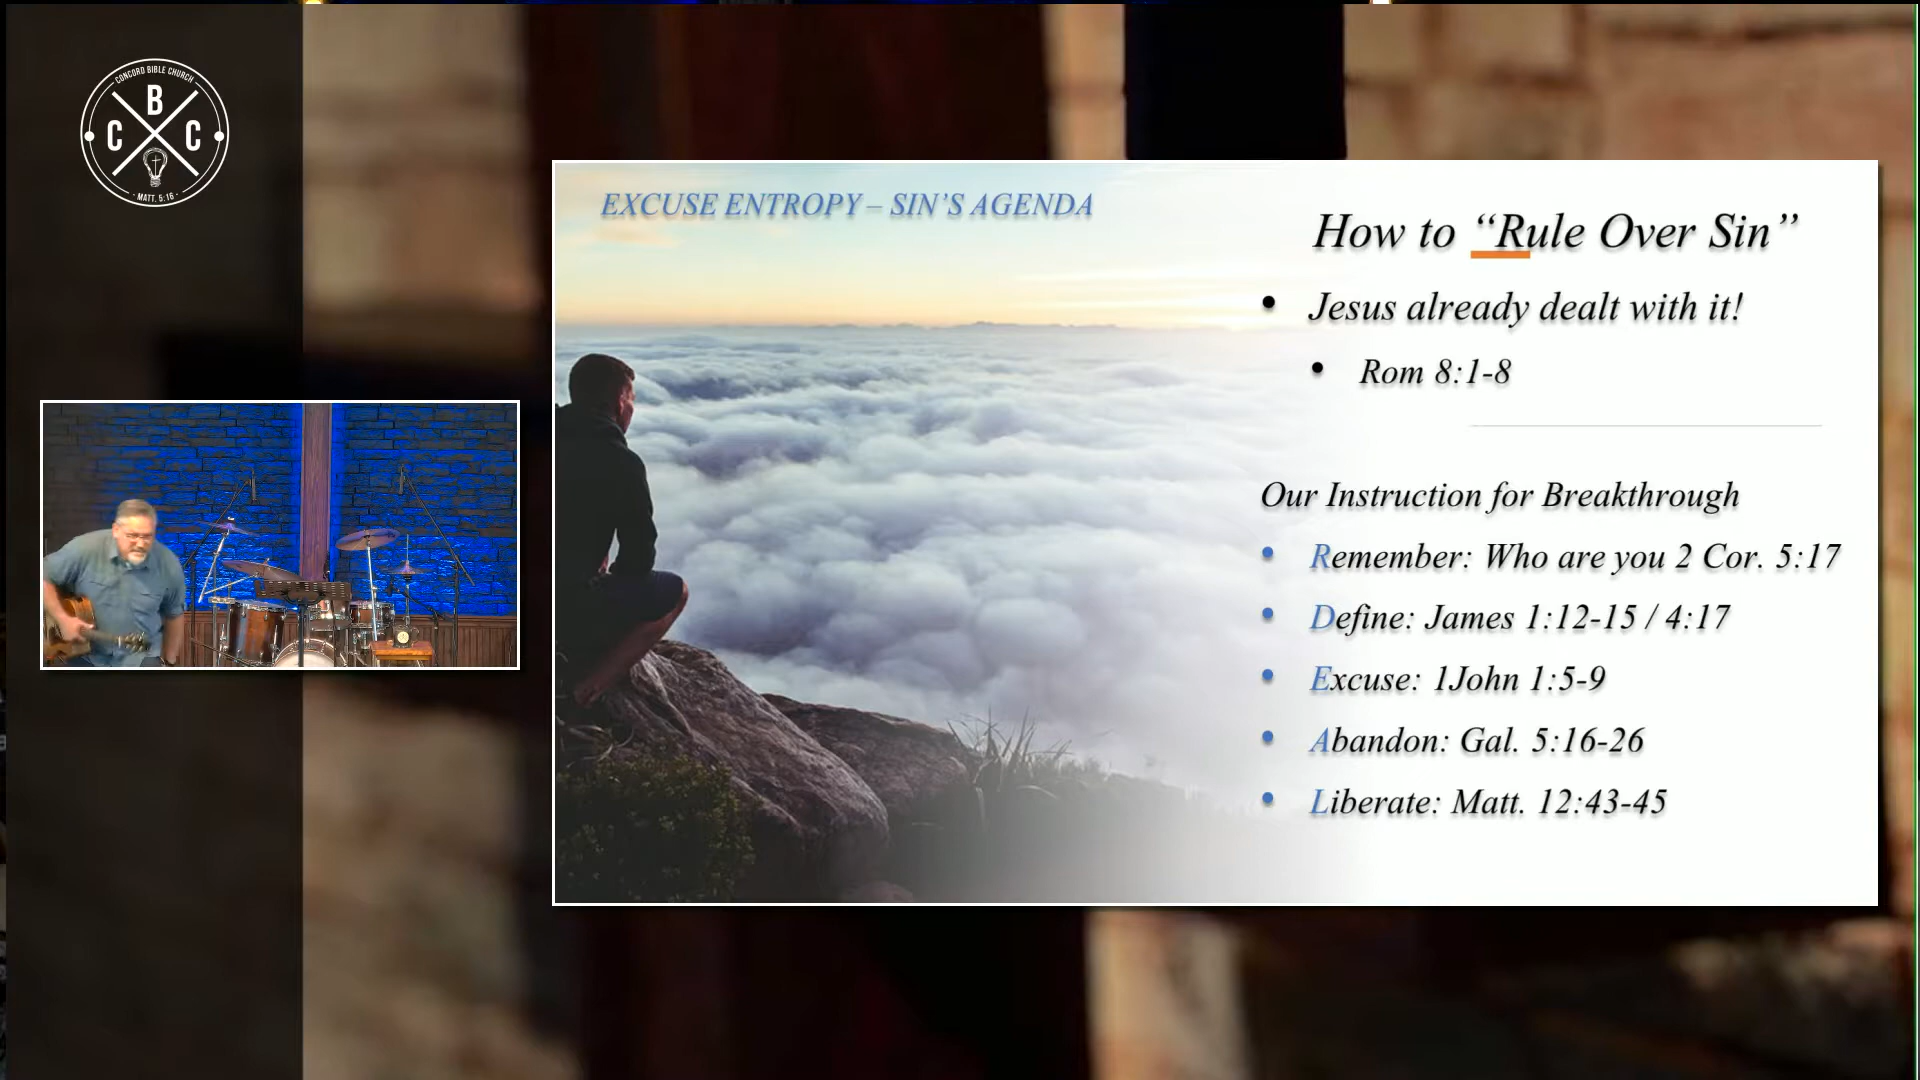 CONCORD BIBLE CHURCH
B
C C
· MATT. 5:16 ·
EXCUSE ENTROPY – SIN’S AGENDA
How to “Rule Over Sin”
• Jesus already dealt with it!
• Rom 8:1-8
Our Instruction for Breakthrough
• Remember: Who are you 2 Cor. 5:17
• Define: James 1:12-15 / 4:17
• Excuse: 1John 1:5-9
• Abandon: Gal. 5:16-26
• Liberate: Matt. 12:43-45